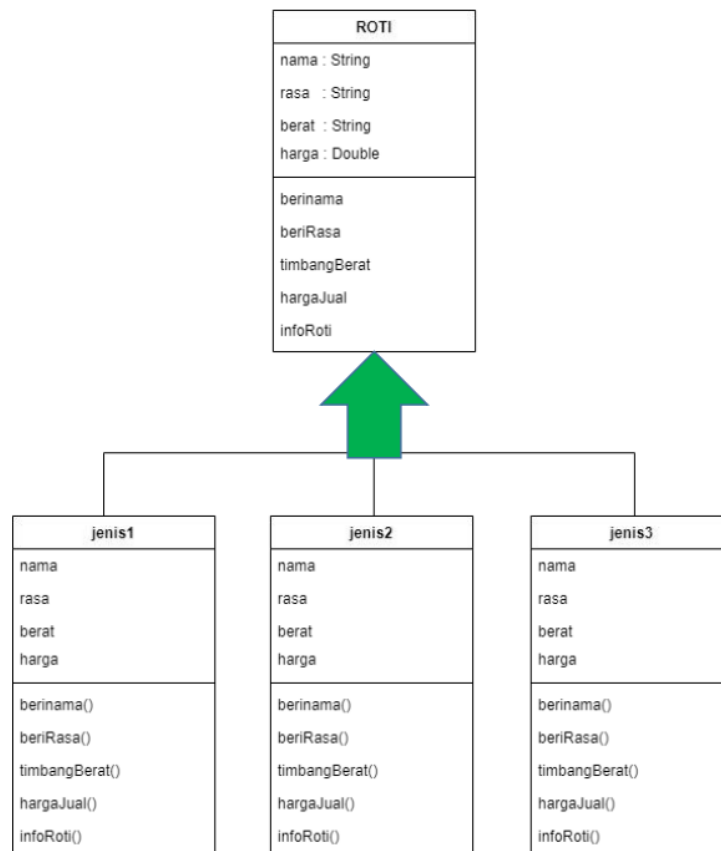 ROTI
nama : String
rasa : String
berat : String
harga : Double
berinama
beriRasa
timbangBerat
hargaJual
infoRoti
jenis1
nama
rasa
berat
harga
berinama()
beriRasa()
timbangBerat()
hargaJual()
infoRoti()
jenis2
nama
rasa
berat
harga
berinama()
beriRasa()
timbangBerat()
hargaJual()
infoRoti()
jenis3
nama
rasa
berat
harga
berinama()
beriRasa()
timbangBerat()
hargaJual()
infoRoti()